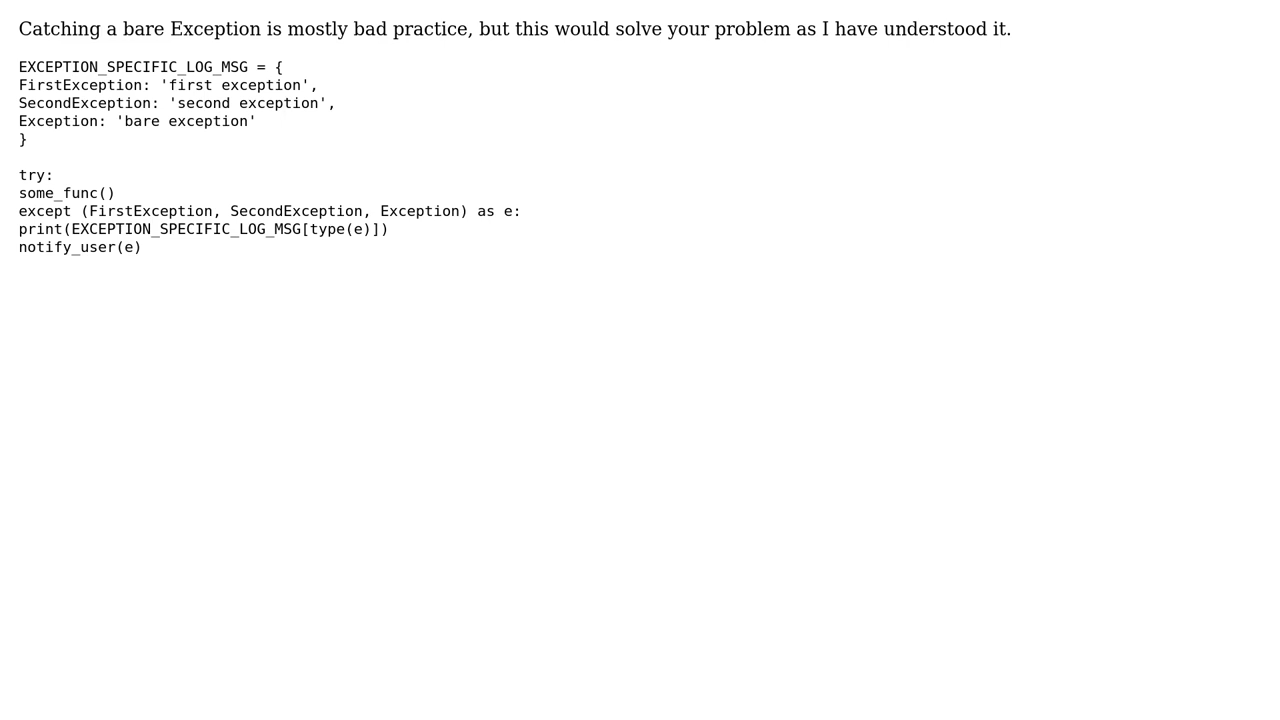 Catching a bare Exception is mostly bad practice, but this would solve your problem as I have understood it.
EXCEPTION_SPECIFIC_LOG_MSG = {
FirstException: 'first exception',
SecondException: 'second exception',
Exception: 'bare exception'
}
try:
some_func()
except (FirstException, SecondException, Exception) as e:
print(EXCEPTION_SPECIFIC_LOG_MSG[type(e)])
notify_user(e)